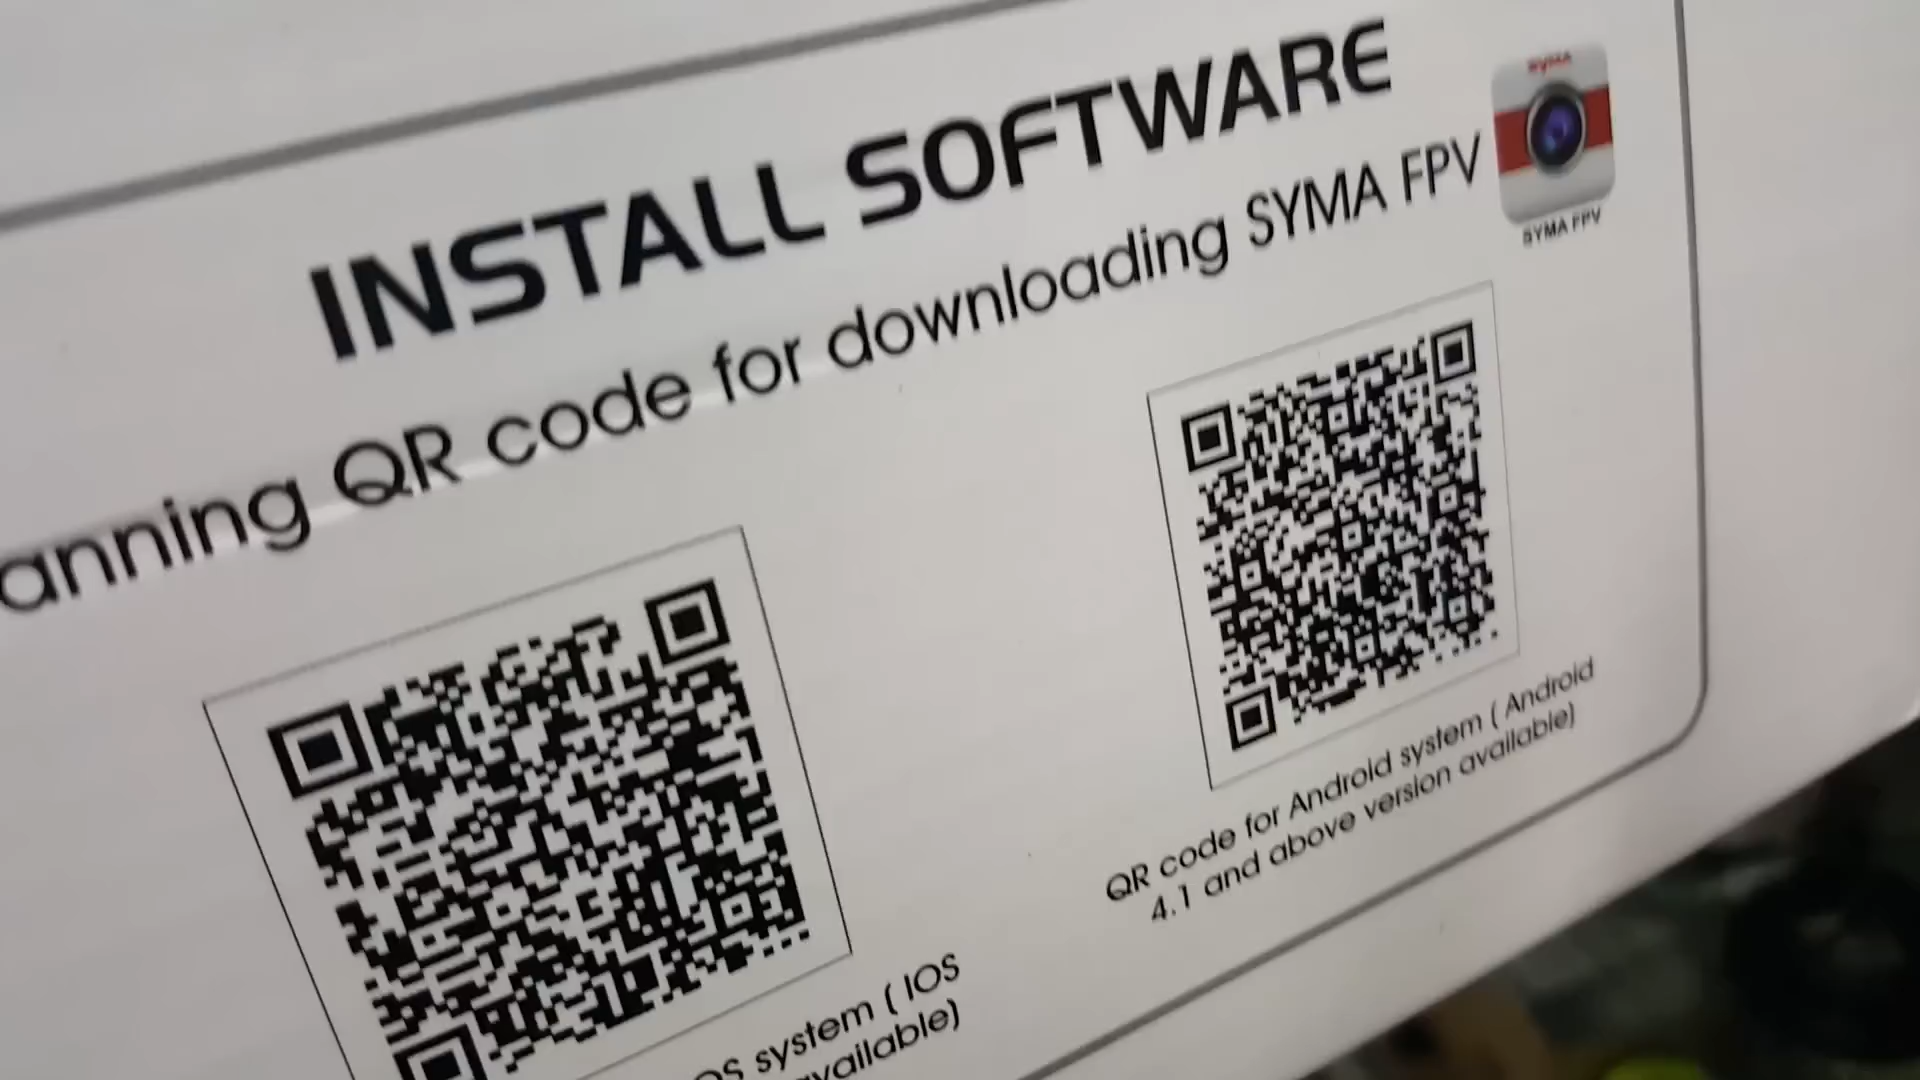 INSTALL SOFTWARE
anning QR code for downloading SYMA FPV
SYMA
SYMA FPV
QR code for Android system ( Android
4.1 and above version available)
OS system ( IOS
available)